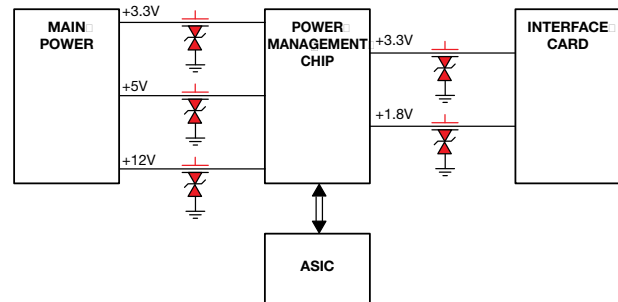 MAIN
POWER
+3.3V
+5V
+12V
POWER
MANAGEMENT
CHIP
+3.3V
+1.8V
INTERFACE
CARD
ASIC